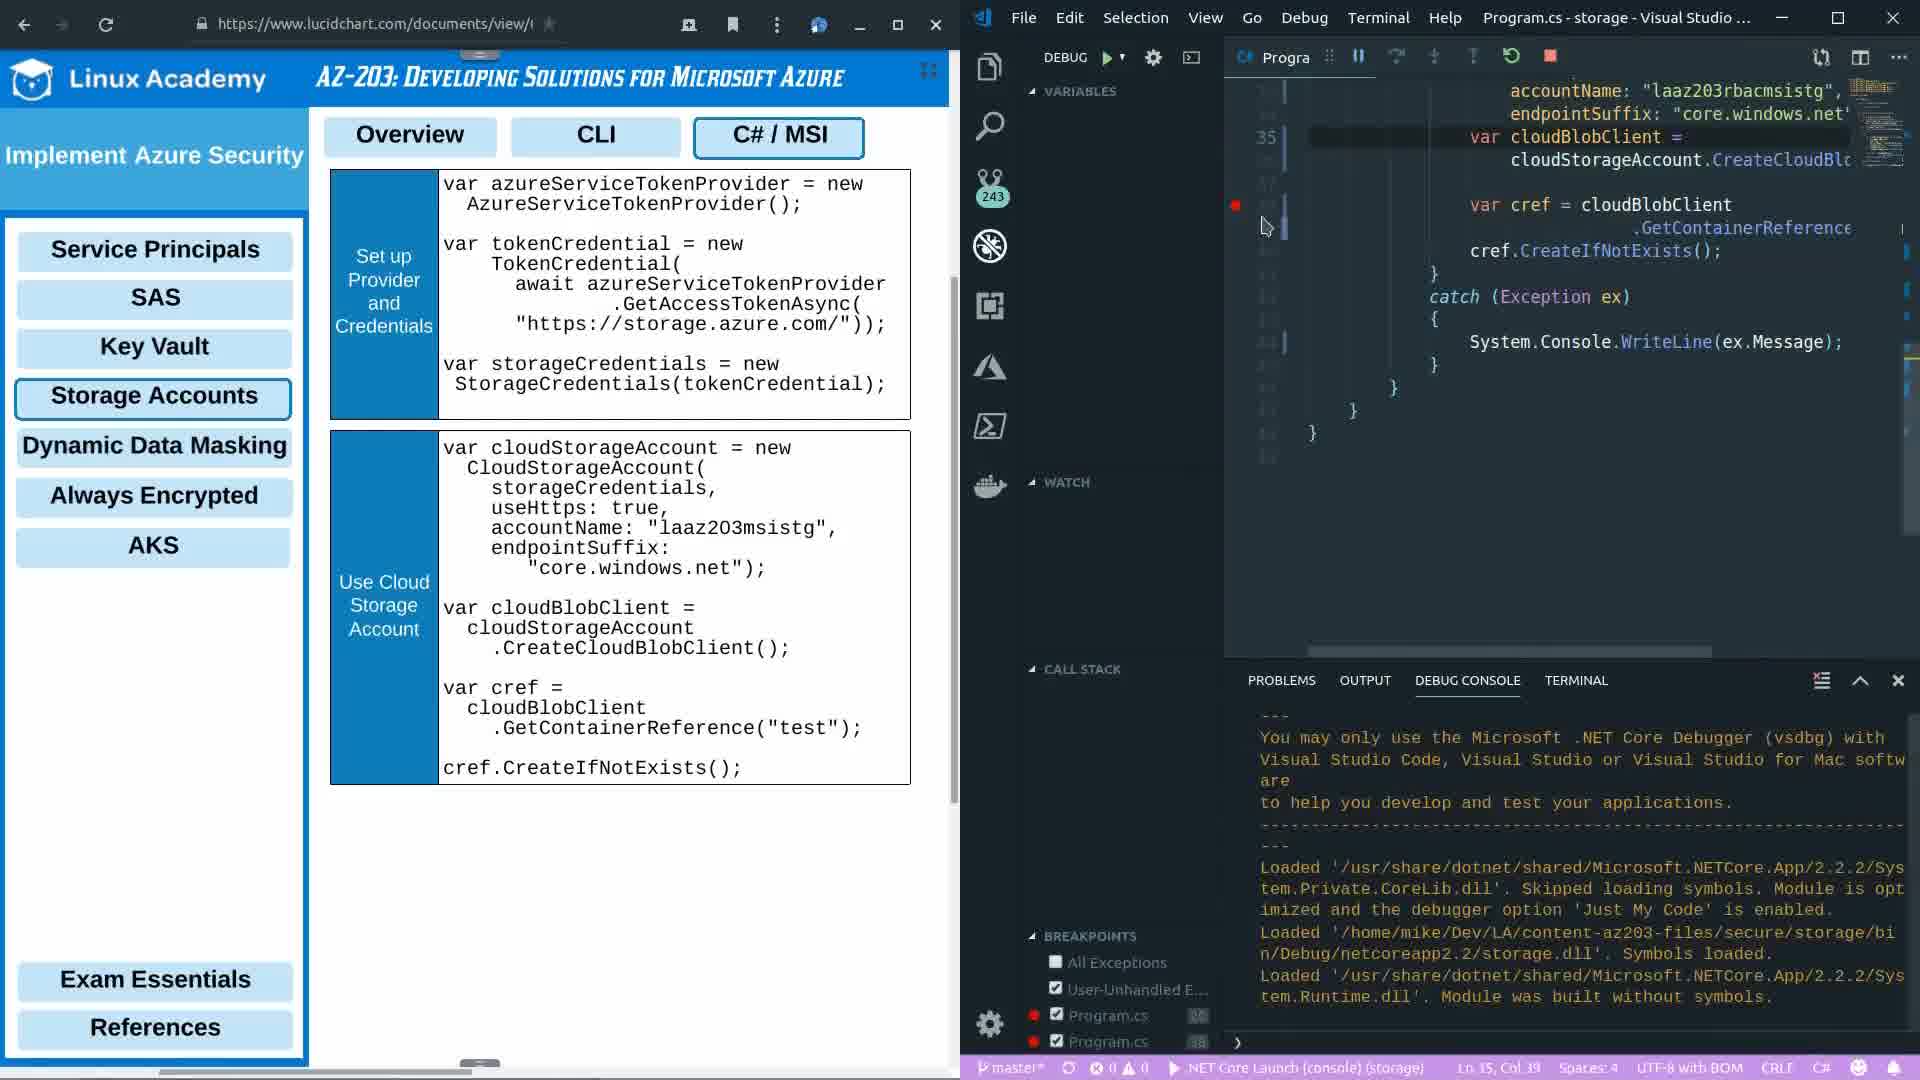 https://www.lucidchart.com/documents/view/
Linux Academy
AZ-203: Developing Solutions for Microsoft Azure
Implement Azure Security
Service Principals
SAS
Key Vault
Storage Accounts
Dynamic Data Masking
Always Encrypted
AKS
Exam Essentials
References
Overview
CLI
C# / MSI
Set up
Provider
and
Credentials
var azureServiceTokenProvider = new
AzureServiceTokenProvider();
var tokenCredential = new
TokenCredential(
await azureServiceTokenProvider
.GetAccessTokenAsync(
"https://storage.azure.com/"));
var storageCredentials = new
StorageCredentials(tokenCredential);
Use Cloud
Storage
Account
var cloudStorageAccount = new
CloudStorageAccount(
storageCredentials,
useHttps: true,
accountName: "laaz203msistg",
endpointSuffix:
"core.windows.net");
var cloudBlobClient =
cloudStorageAccount
.CreateCloudBlobClient();
var cref =
cloudBlobClient
.GetContainerReference("test");
cref.CreateIfNotExists();
File Edit Selection View Go Debug Terminal Help Program.cs - storage - Visual Studio ...
DEBUG
Progra
243
VARIABLES
WATCH
CALL STACK
BREAKPOINTS
All Exceptions
User-Unhandled E...
Program.cs 20
Program.cs 38
accountName: "laaz203rbacmsistg",
endpointSuffix: "core.windows.net"
35 var cloudBlobClient =
cloudStorageAccount.CreateCloudBlo
var cref = cloudBlobClient
.GetContainerReference
cref.CreateIfNotExists();
}
catch (Exception ex)
{
System.Console.WriteLine(ex.Message);
}
}
}
}
PROBLEMS OUTPUT DEBUG CONSOLE TERMINAL
---
You may only use the Microsoft .NET Core Debugger (vsdbg) with
Visual Studio Code, Visual Studio or Visual Studio for Mac softw
are
to help you develop and test your applications.
----------------------------------------------------------------
---
Loaded '/usr/share/dotnet/shared/Microsoft.NETCore.App/2.2.2/Sys
tem.Private.CoreLib.dll'. Skipped loading symbols. Module is opt
imized and the debugger option 'Just My Code' is enabled.
Loaded '/home/mike/Dev/LA/content-az203-files/secure/storage/bi
n/Debug/netcoreapp2.2/storage.dll'. Symbols loaded.
Loaded '/usr/share/dotnet/shared/Microsoft.NETCore.App/2.2.2/Sys
tem.Runtime.dll'. Module was built without symbols.
master* 0 0 .NET Core Launch (console) (storage) Ln 35, Col 39 Spaces: 4 UTF-8 with BOM CRLF C#